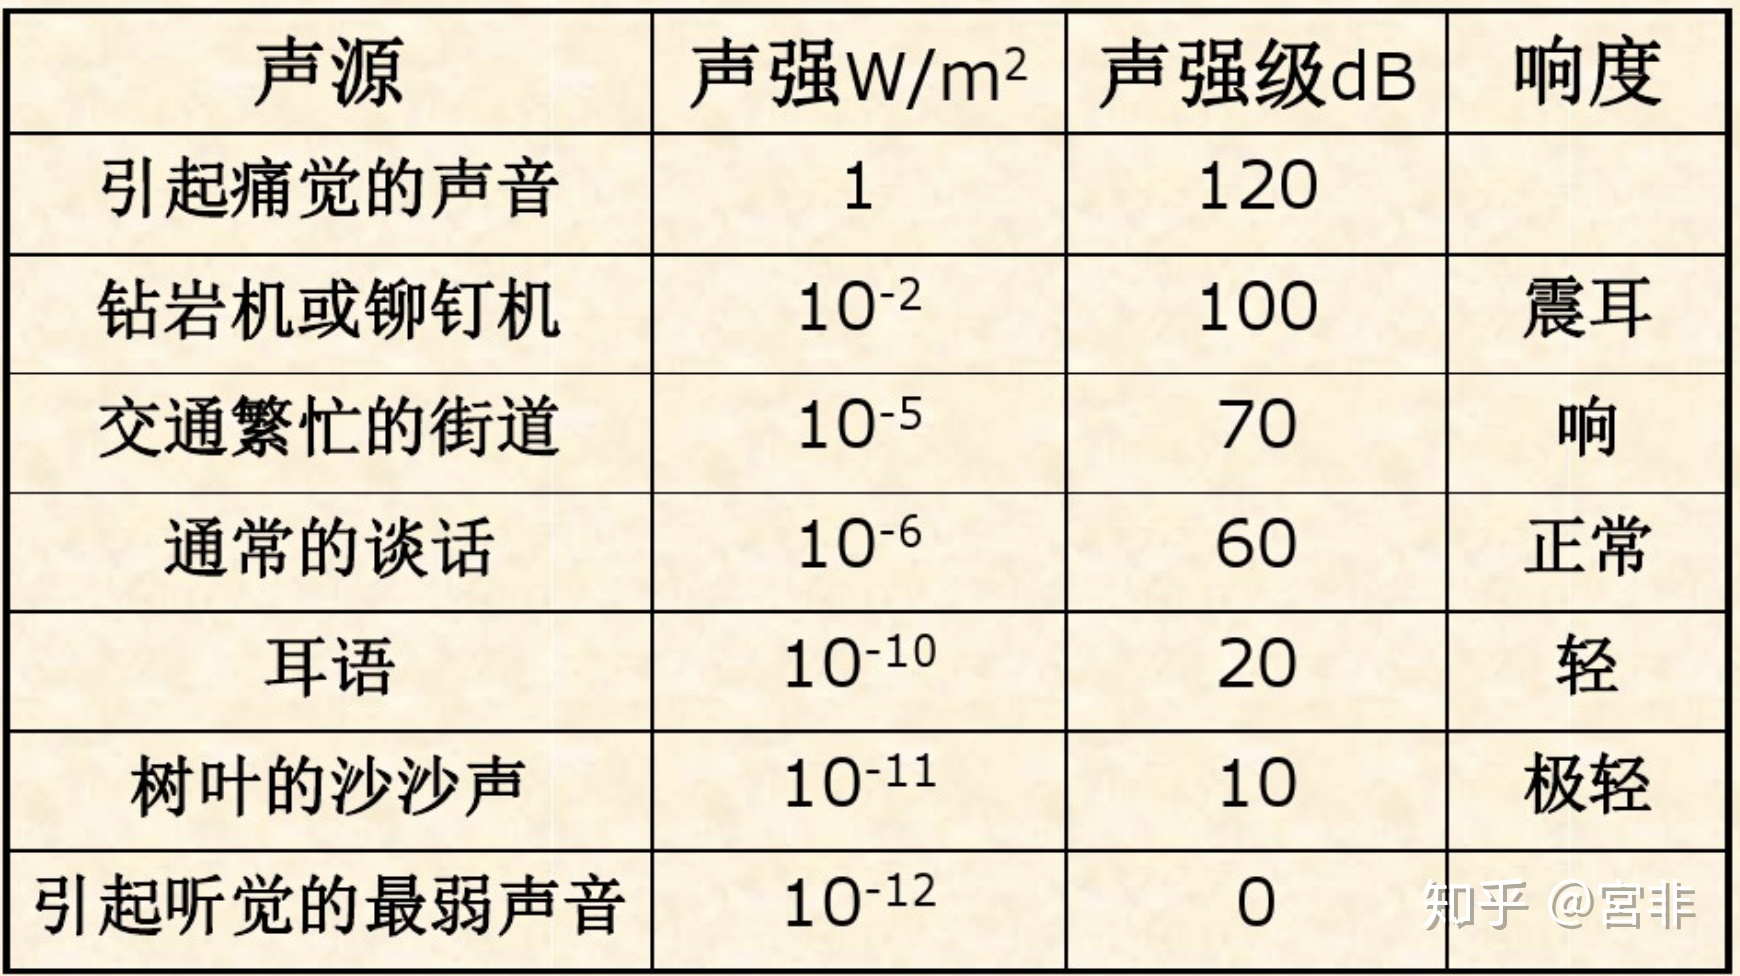 声源 声强W/m² 声强级dB 响度
引起痛觉的声音 1 120
钻岩机或铆钉机 10⁻² 100 震耳
交通繁忙的街道 10⁻⁵ 70 响
通常的谈话 10⁻⁶ 60 正常
耳语 10⁻¹⁰ 20 轻
树叶的沙沙声 10⁻¹¹ 10 极轻
引起听觉的最弱声音 10⁻¹² 0
知乎 @宫非